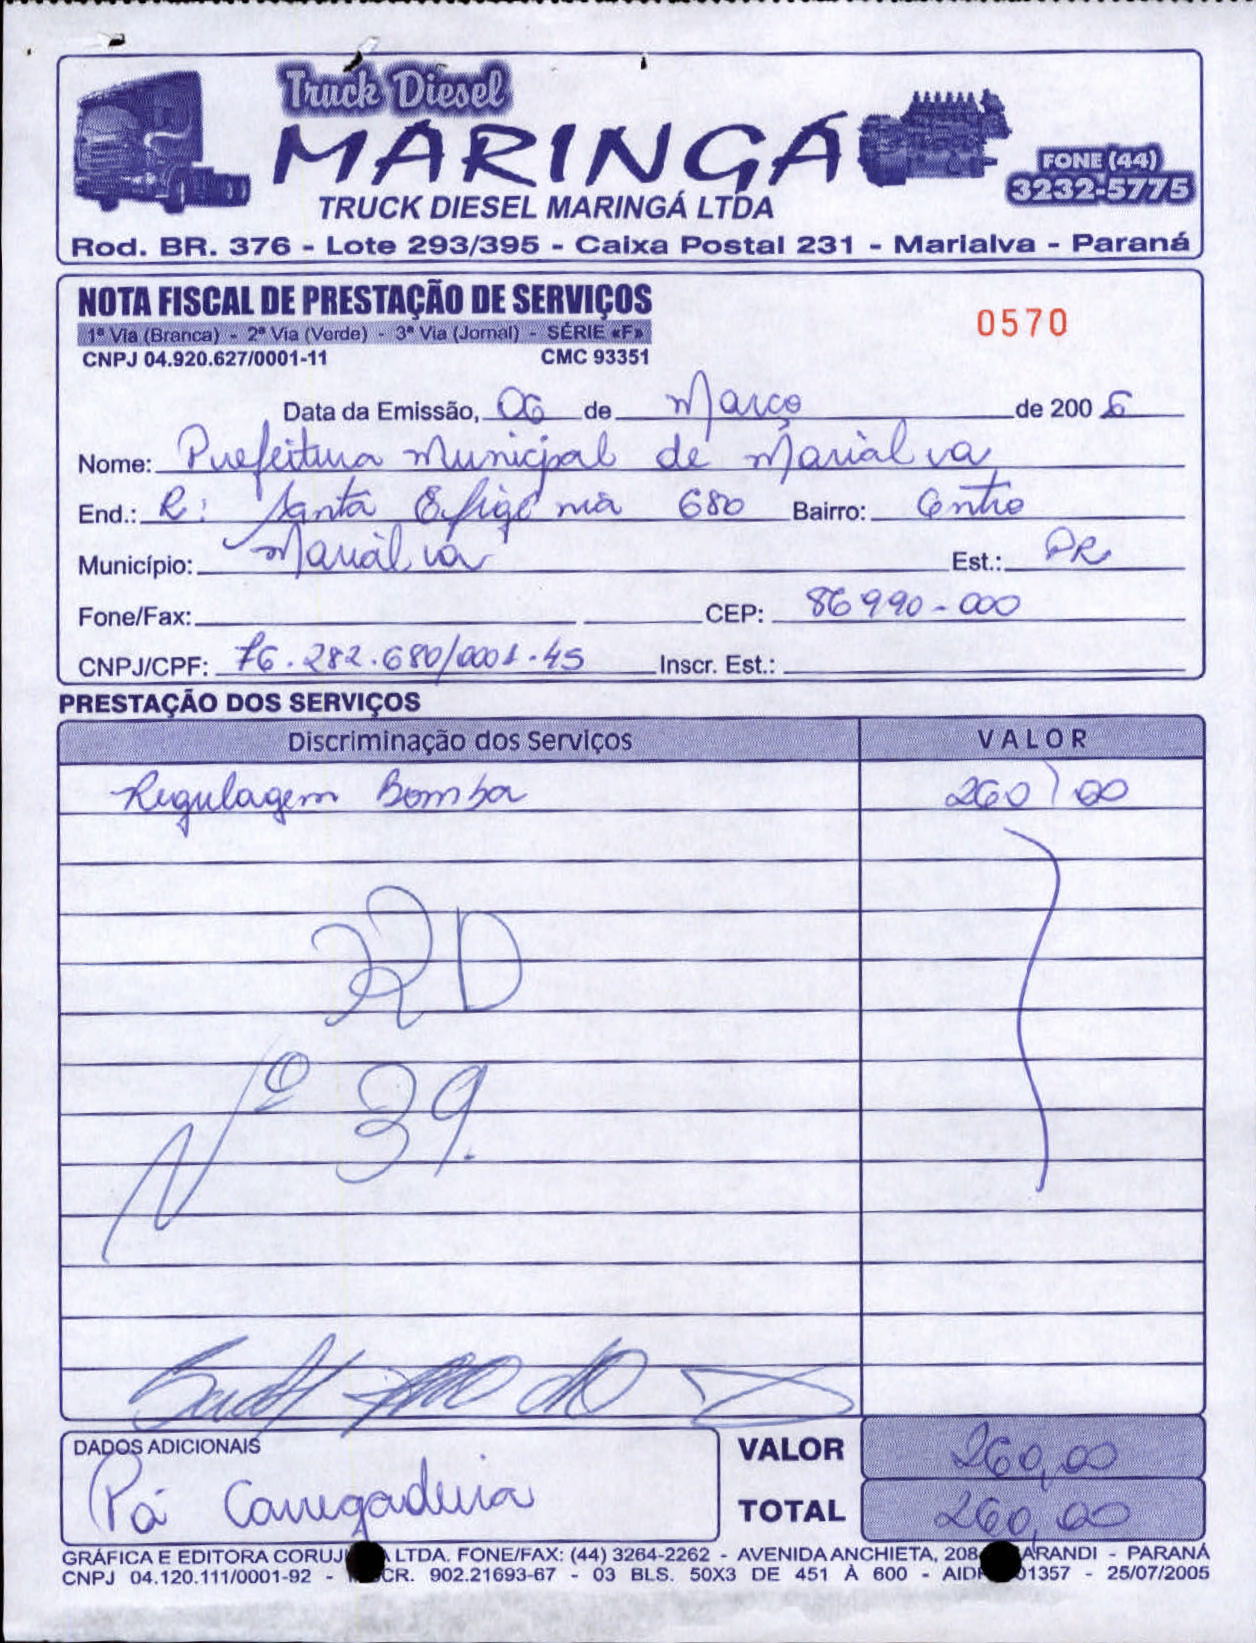 Truck Diesel
MARINGÁ
TRUCK DIESEL MARINGÁ LTDA
FONE (44)
3232-5775
Rod. BR. 376 - Lote 293/395 - Caixa Postal 231 - Marialva - Paraná
NOTA FISCAL DE PRESTAÇÃO DE SERVIÇOS
0570
1ª Via (Branca) - 2ª Via (Verde) - 3ª Via (Jornal) - SÉRIE «F»
CNPJ 04.920.627/0001-11 CMC 93351
Data da Emissão, 06 de Março de 200 6
Nome: Prefeitura Municipal de Marialva
End.: R: Santa Efigênia 680 Bairro: Centro
Município: Marialva Est.: PR
Fone/Fax: CEP: 86990-000
CNPJ/CPF: 76.282.680/0001-45 Inscr. Est.:
PRESTAÇÃO DOS SERVIÇOS
Discriminação dos Serviços VALOR
Regulagem Bomba 260,00
RD
Nº 39.
DADOS ADICIONAIS
Pá Carregadeira
VALOR 260,00
TOTAL 260,00
GRÁFICA E EDITORA CORUJ LTDA. FONE/FAX: (44) 3264-2262 - AVENIDA ANCHIETA, 208 ARANDI - PARANÁ
CNPJ 04.120.111/0001-92 - CR. 902.21693-67 - 03 BLS. 50X3 DE 451 À 600 - AIDF 01357 - 25/07/2005